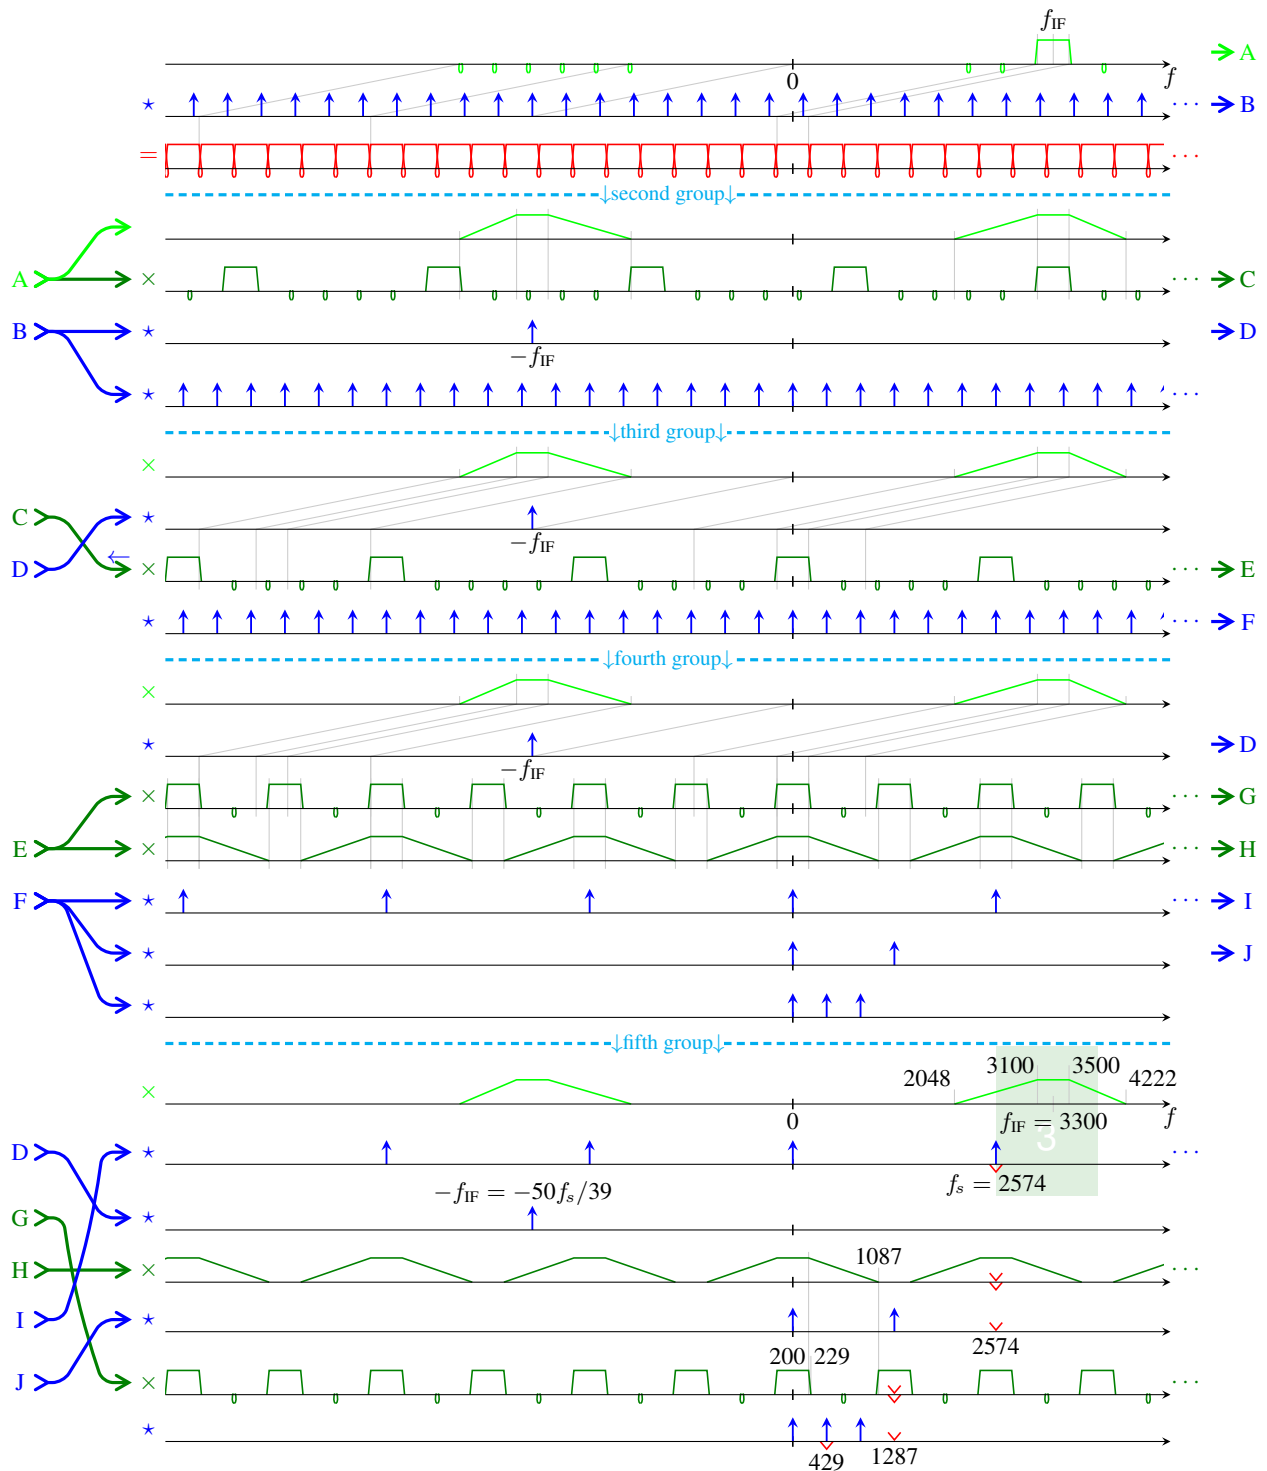 f_IF
A
0
f
⋆ ··· B
= ···
↓second group↓
A
× ··· C
B ⋆ D
−f_IF
⋆ ···
↓third group↓
×
C ⋆
−f_IF
D ← × ··· E
⋆ ··· F
↓fourth group↓
×
⋆ D
−f_IF
× ··· G
E × ··· H
F ⋆ ··· I
⋆ J
⋆
↓fifth group↓
3100 3500
2048 4222
×
0 f_IF = 3300 f
3
D ⋆ ···
f_s = 2574
−f_IF = −50f_s/39
G ⋆
1087
H × ···
I ⋆
2574
200 229
J × ···
⋆
429 1287